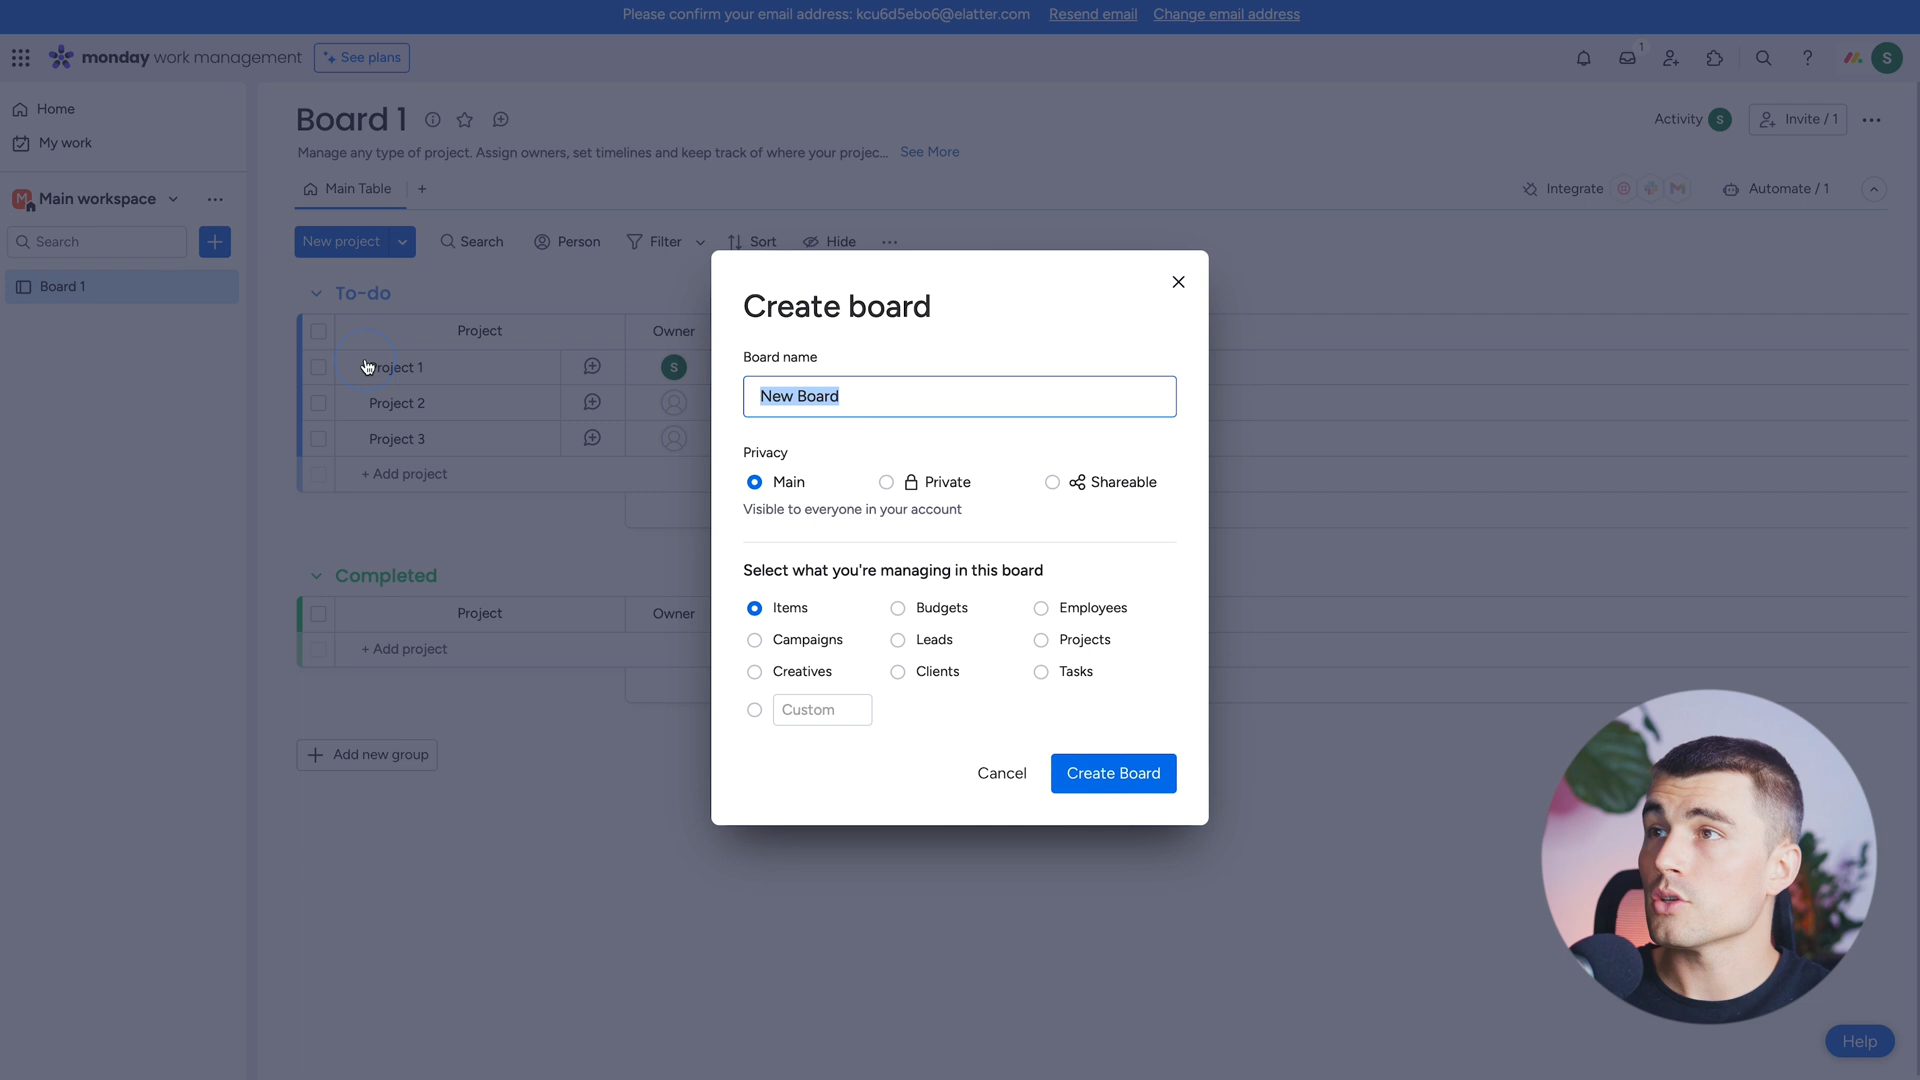 Please confirm your email address: kcu6d5ebo6@elatter.com Resend email Change email address
monday work management See plans
1
S
Home
My work
M Main workspace
Search
Board 1
Board 1
Activity S Invite / 1
Manage any type of project. Assign owners, set timelines and keep track of where your projec... See More
Main Table
Integrate Automate / 1
New project Search Person Filter Sort Hide
To-do
Project Owner
Project 1 S
Project 2
Project 3
+ Add project
Completed
Project Owner
+ Add project
Add new group
Create board
Board name
New Board
Privacy
Main Private Shareable
Visible to everyone in your account
Select what you're managing in this board
Items Budgets Employees
Campaigns Leads Projects
Creatives Clients Tasks
Custom
Cancel Create Board
Help